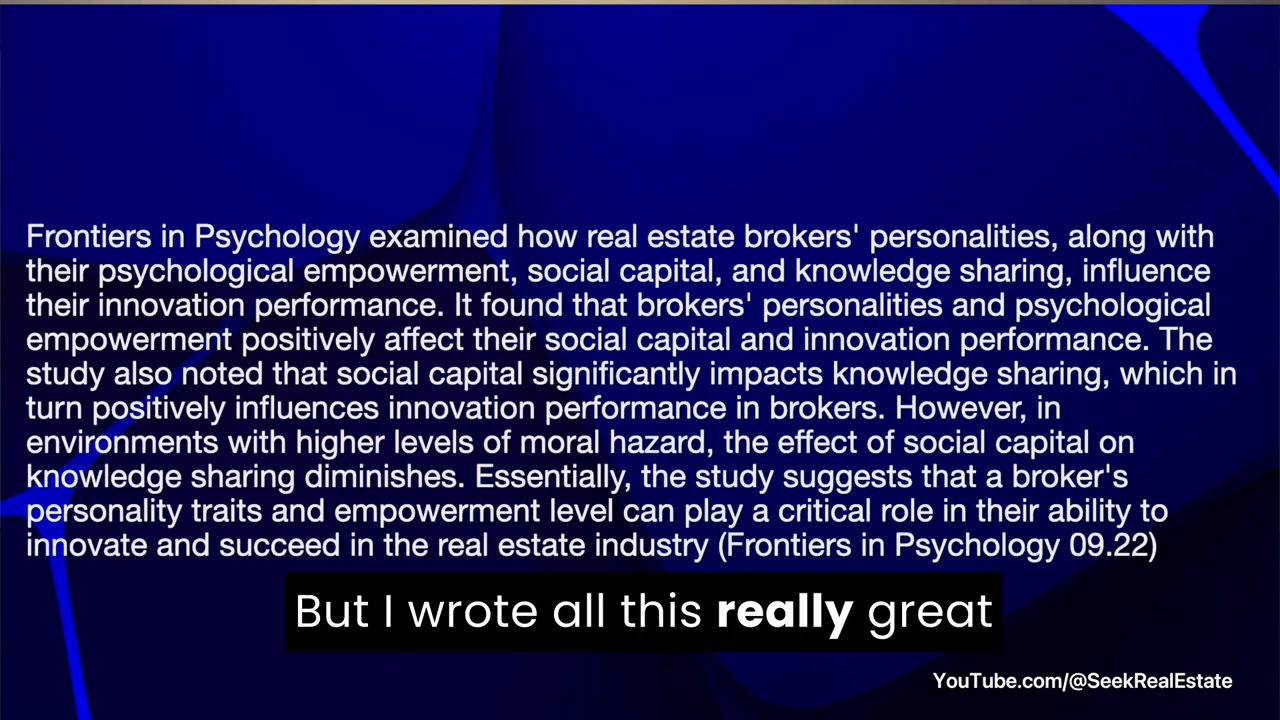 Frontiers in Psychology examined how real estate brokers' personalities, along with
their psychological empowerment, social capital, and knowledge sharing, influence
their innovation performance. It found that brokers' personalities and psychological
empowerment positively affect their social capital and innovation performance. The
study also noted that social capital significantly impacts knowledge sharing, which in
turn positively influences innovation performance in brokers. However, in
environments with higher levels of moral hazard, the effect of social capital on
knowledge sharing diminishes. Essentially, the study suggests that a broker's
personality traits and empowerment level can play a critical role in their ability to
innovate and succeed in the real estate industry (Frontiers in Psychology 09.22)
But I wrote all this really great
YouTube.com/@SeekRealEstate